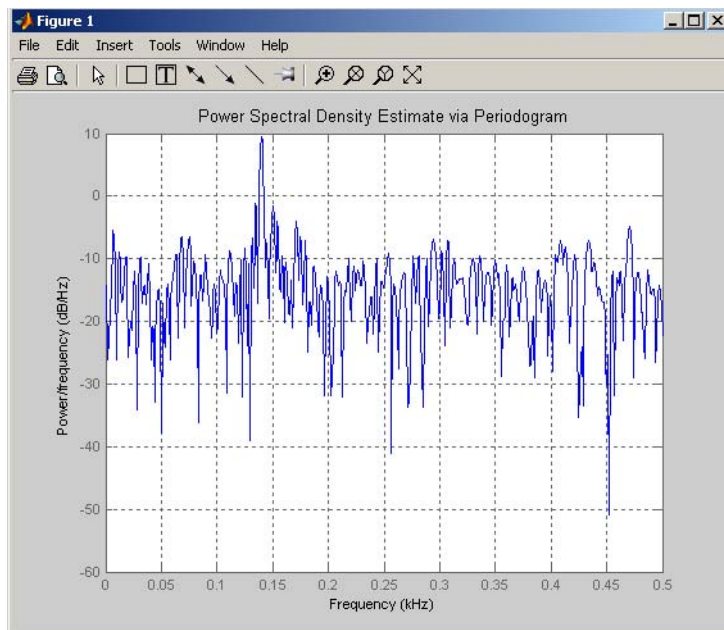 Figure 1
File Edit Insert Tools Window Help
T
Power Spectral Density Estimate via Periodogram
10
0
-10
-20
-30
-40
-50
-60
Power/frequency (dB/Hz)
0 0.05 0.1 0.15 0.2 0.25 0.3 0.35 0.4 0.45 0.5
Frequency (kHz)